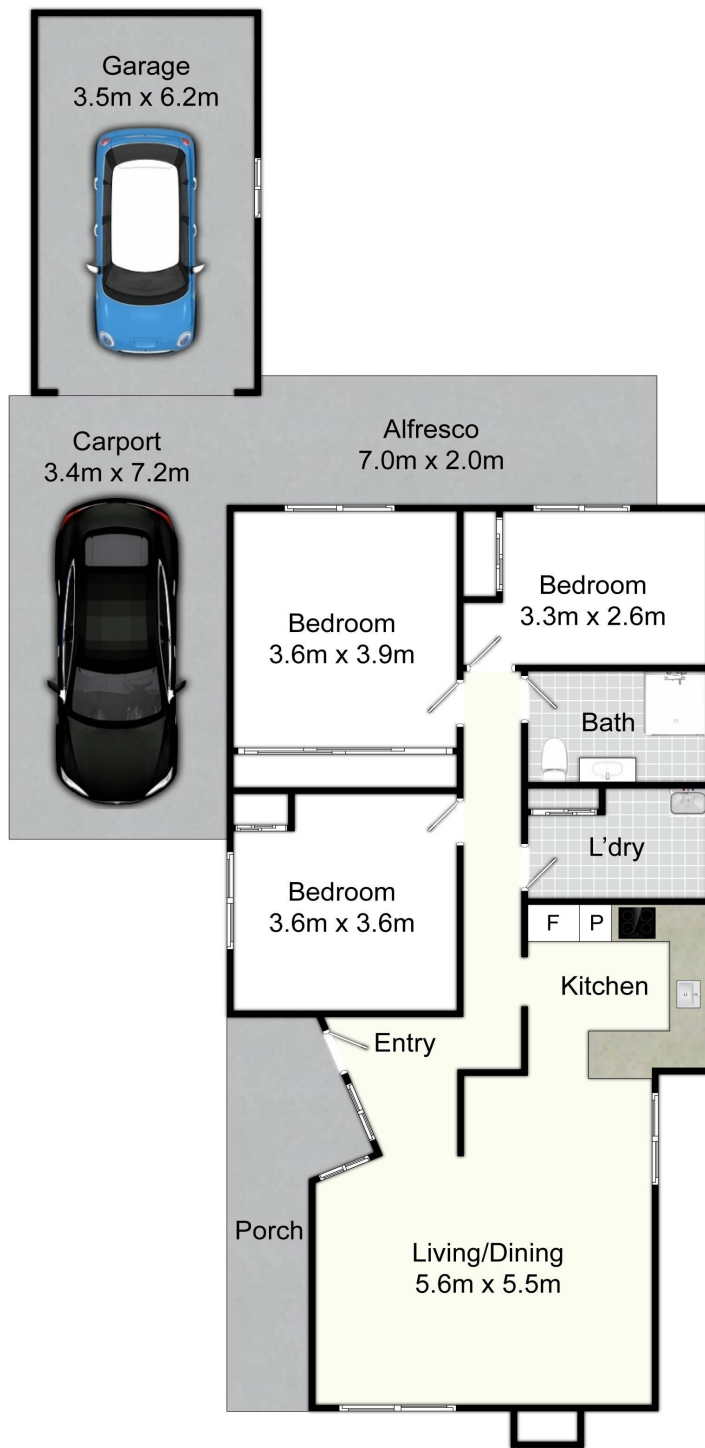 Garage
3.5m x 6.2m
Carport
3.4m x 7.2m
Alfresco
7.0m x 2.0m
Bedroom
3.6m x 3.9m
Bedroom
3.3m x 2.6m
Bath
L'dry
Bedroom
3.6m x 3.6m
F
P
Kitchen
Entry
Porch
Living/Dining
5.6m x 5.5m